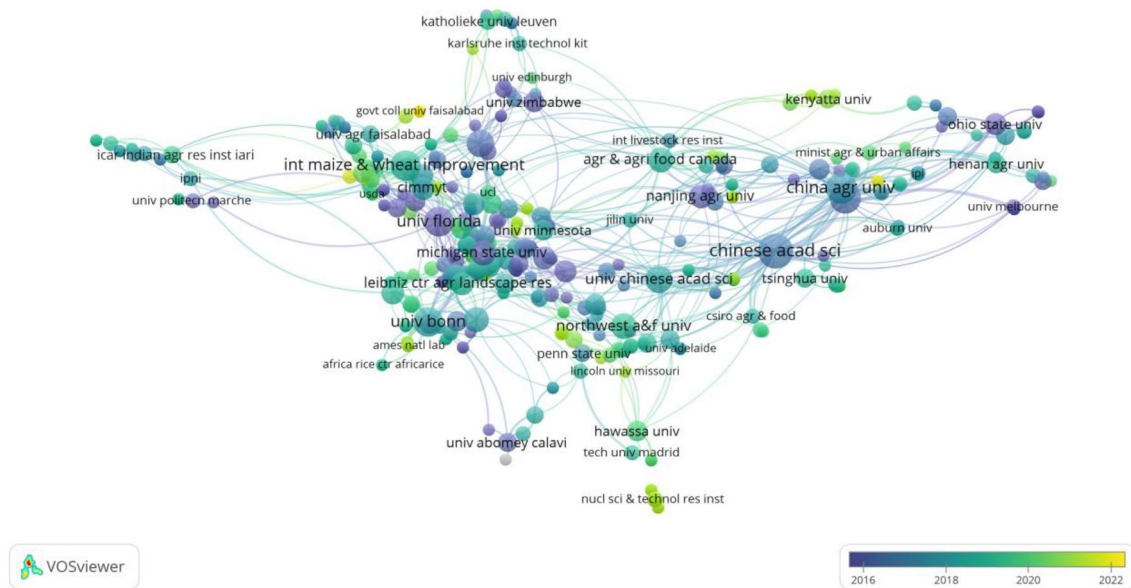 katholieke univ leuven
karlsruhe inst technol kit
univ edinburgh
univ zimbabwe
govt coll univ faisalabad
kenyatta univ
ohio state univ
univ agr faisalabad
int livestock res inst
minist agr & urban affairs
icar-indian agr res inst iari
int maize & wheat improvement
agr & agri food canada
henan agr univ
ipni
cimmyt
ipi
usda
ucl
nanjing agr univ
china agr univ
univ politecn marche
univ melbourne
univ florida
univ minnesota
jilin univ
auburn univ
michigan state univ
chinese acad sci
leibniz ctr agr landscape res
univ chinese acad sci
tsinghua univ
csiro agr & food
univ bonn
northwest a&f univ
ames natl lab
penn state univ
univ adelaide
africa rice ctr africarice
lincoln univ missouri
hawassa univ
univ abomey calavi
tech univ madrid
nucl sci & technol res inst
VOSviewer
2016 2018 2020 2022